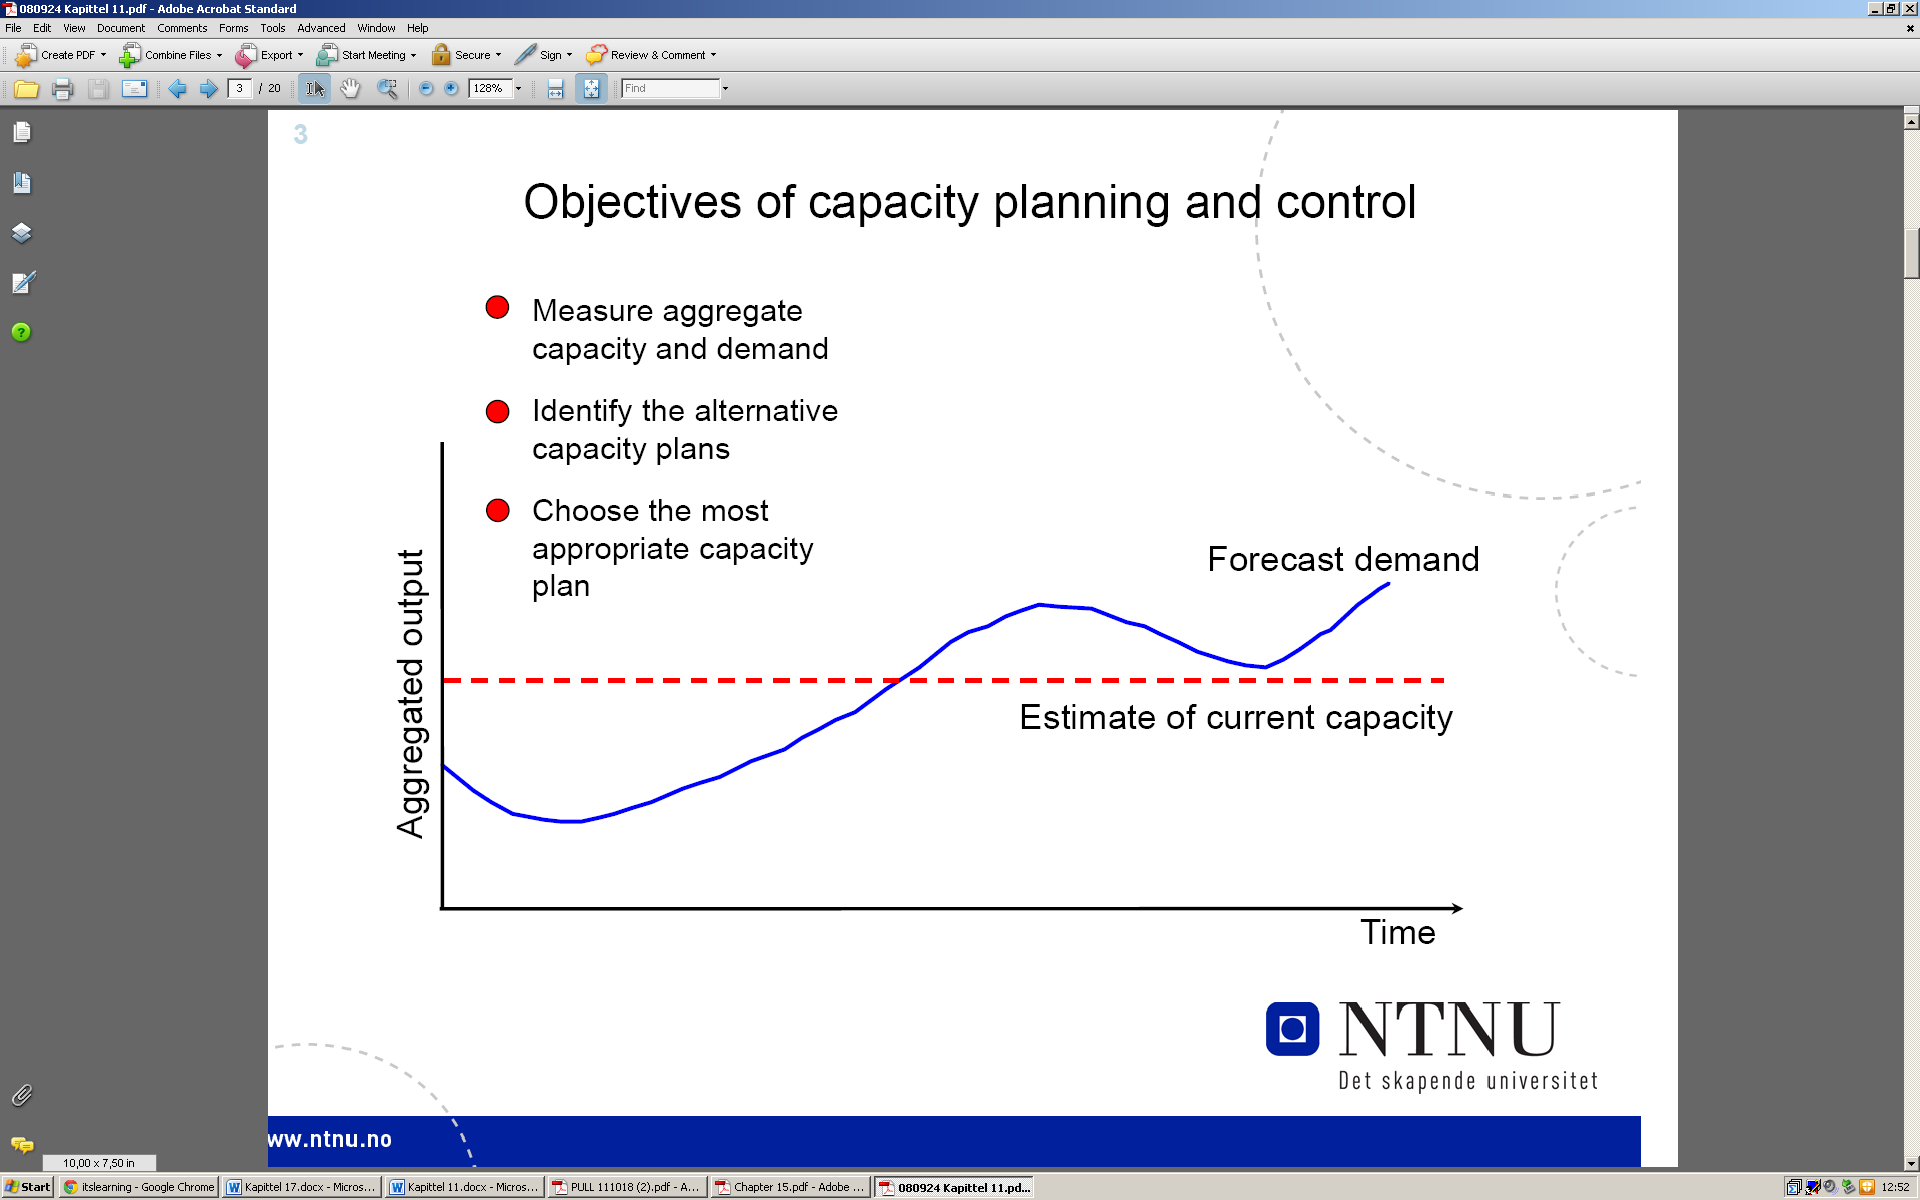 080924 Kapittel 11.pdf - Adobe Acrobat Standard
File Edit View Document Comments Forms Tools Advanced Window Help
Create PDF Combine Files Export Start Meeting Secure Sign Review & Comment
3 / 20 128% Find
3
Objectives of capacity planning and control
Measure aggregate
capacity and demand
Identify the alternative
capacity plans
Choose the most
appropriate capacity
plan
Aggregated output
Forecast demand
Estimate of current capacity
Time
NTNU
Det skapende universitet
ww.ntnu.no
10,00 x 7,50 in
Start itslearning - Google Chrome Kapittel 17.docx - Micros... Kapittel 11.docx - Micros... PULL 111018 (2).pdf - A... Chapter 15.pdf - Adobe ... 080924 Kapittel 11.pd... 12:52